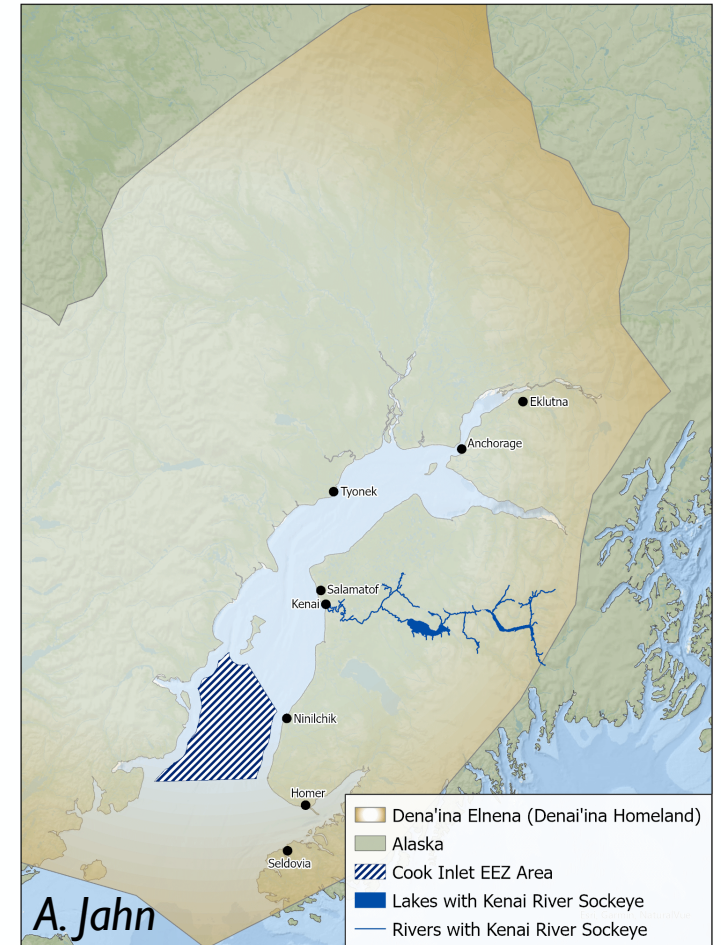 Eklutna
Anchorage
Tyonek
Salamatof
Kenai
Ninilchik
Homer
Seldovia
Dena'ina Elnena (Denai'ina Homeland)
Alaska
Cook Inlet EEZ Area
Lakes with Kenai River Sockeye
Rivers with Kenai River Sockeye
A. Jahn